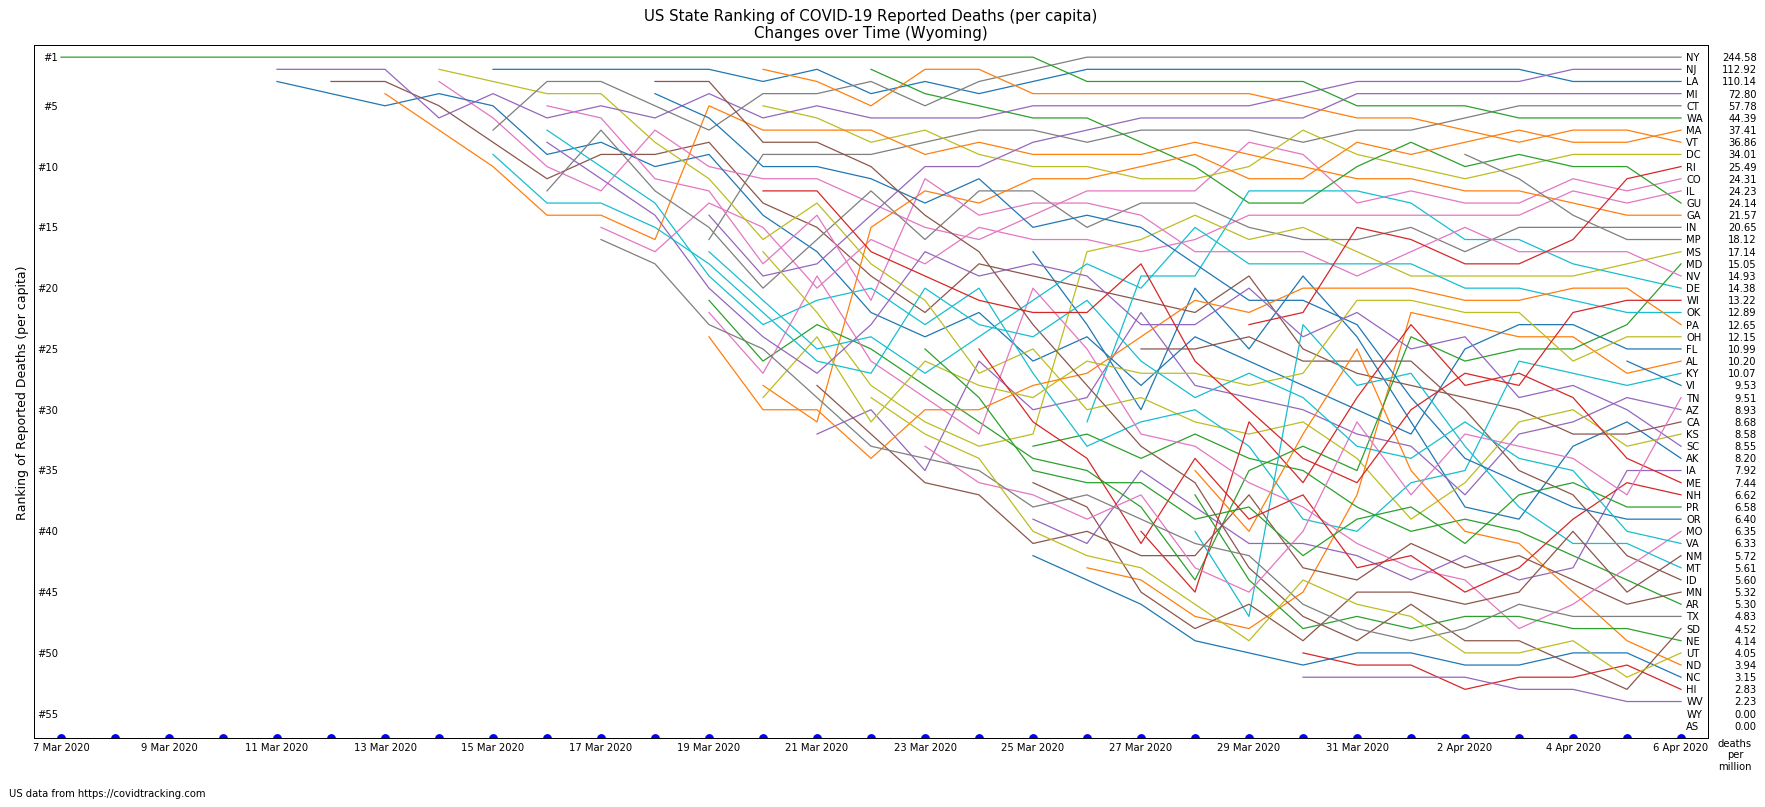 US State Ranking of COVID-19 Reported Deaths (per capita)
Changes over Time (Wyoming)
Ranking of Reported Deaths (per capita)
#1
#5
#10
#15
#20
#25
#30
#35
#40
#45
#50
#55
NY 244.58
NJ 112.92
LA 110.14
MI 72.80
CT 57.78
WA 44.39
MA 37.41
VT 36.86
DC 34.01
RI 25.49
CO 24.31
IL 24.23
GU 24.14
GA 21.57
IN 20.65
MP 18.12
MS 17.14
MD 15.05
NV 14.93
DE 14.38
WI 13.22
OK 12.89
PA 12.65
OH 12.15
FL 10.99
AL 10.20
KY 10.07
VI 9.53
TN 9.51
AZ 8.93
CA 8.68
KS 8.58
SC 8.55
AK 8.20
IA 7.92
ME 7.44
NH 6.62
PR 6.58
OR 6.40
MO 6.35
VA 6.33
NM 5.72
MT 5.61
ID 5.60
MN 5.32
AR 5.30
TX 4.83
SD 4.52
NE 4.14
UT 4.05
ND 3.94
NC 3.15
HI 2.83
WV 2.23
WY 0.00
AS 0.00
7 Mar 2020 9 Mar 2020 11 Mar 2020 13 Mar 2020 15 Mar 2020 17 Mar 2020 19 Mar 2020 21 Mar 2020 23 Mar 2020 25 Mar 2020 27 Mar 2020 29 Mar 2020 31 Mar 2020 2 Apr 2020 4 Apr 2020 6 Apr 2020
deaths
per
million
US data from https://covidtracking.com